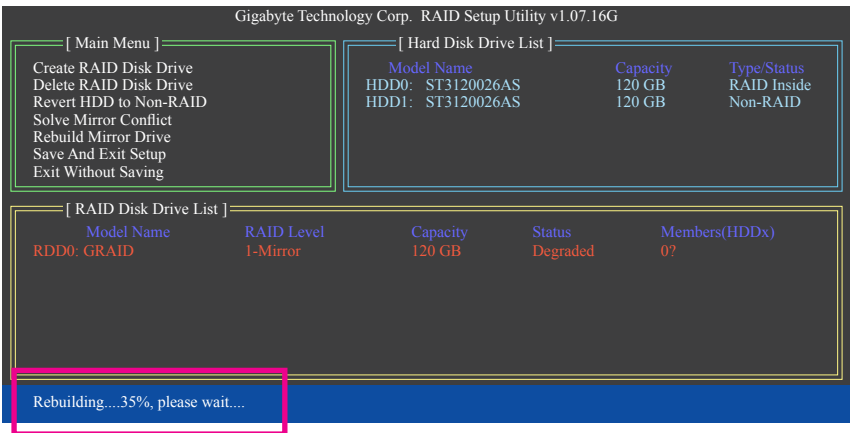 Gigabyte Technology Corp. RAID Setup Utility v1.07.16G
[ Main Menu ]
Create RAID Disk Drive
Delete RAID Disk Drive
Revert HDD to Non-RAID
Solve Mirror Conflict
Rebuild Mirror Drive
Save And Exit Setup
Exit Without Saving
[ Hard Disk Drive List ]
Model Name Capacity Type/Status
HDD0: ST3120026AS 120 GB RAID Inside
HDD1: ST3120026AS 120 GB Non-RAID
[ RAID Disk Drive List ]
Model Name RAID Level Capacity Status Members(HDDx)
RDD0: GRAID 1-Mirror 120 GB Degraded 0?
Rebuilding....35%, please wait....